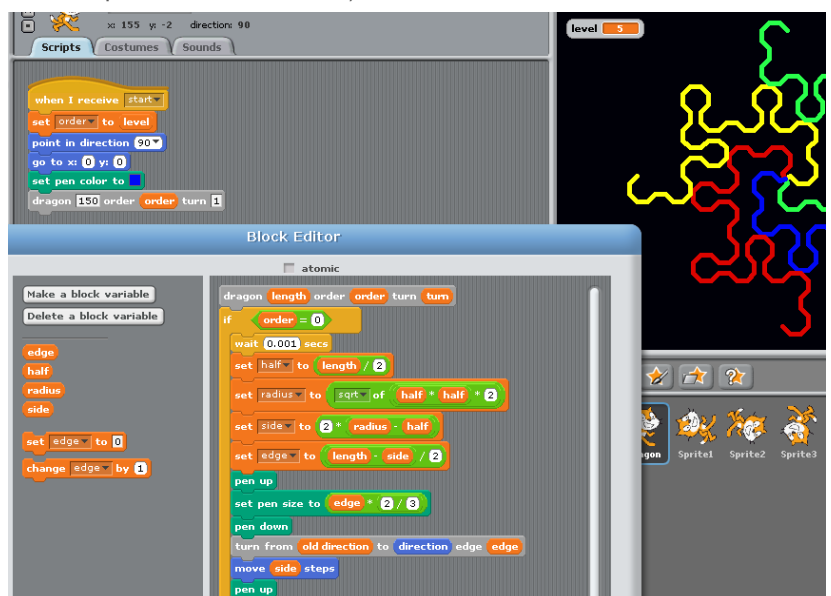 x: 155 y: -2 direction: 90
Scripts Costumes Sounds
level 5
when I receive start
set order to level
point in direction 90
go to x: 0 y: 0
set pen color to
dragon 150 order order turn 1
Block Editor
atomic
Make a block variable
Delete a block variable
edge
half
radius
side
set edge to 0
change edge by 1
dragon length order order turn turn
if order = 0
wait 0.001 secs
set half to length / 2
set radius to sqrt of half * half * 2
set side to 2 * radius - half
set edge to length - side / 2
pen up
set pen size to edge * 2 / 3
pen down
turn from old direction to direction edge edge
move side steps
pen up
gon Sprite1 Sprite2 Sprite3